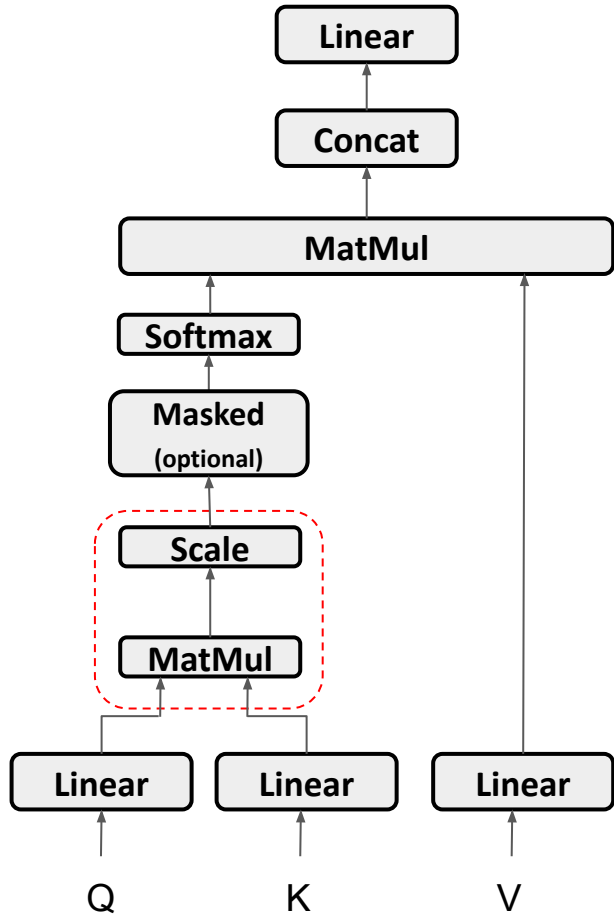 Linear
Concat
MatMul
Softmax
Masked
(optional)
Scale
MatMul
Linear
Linear
Linear
Q
K
V